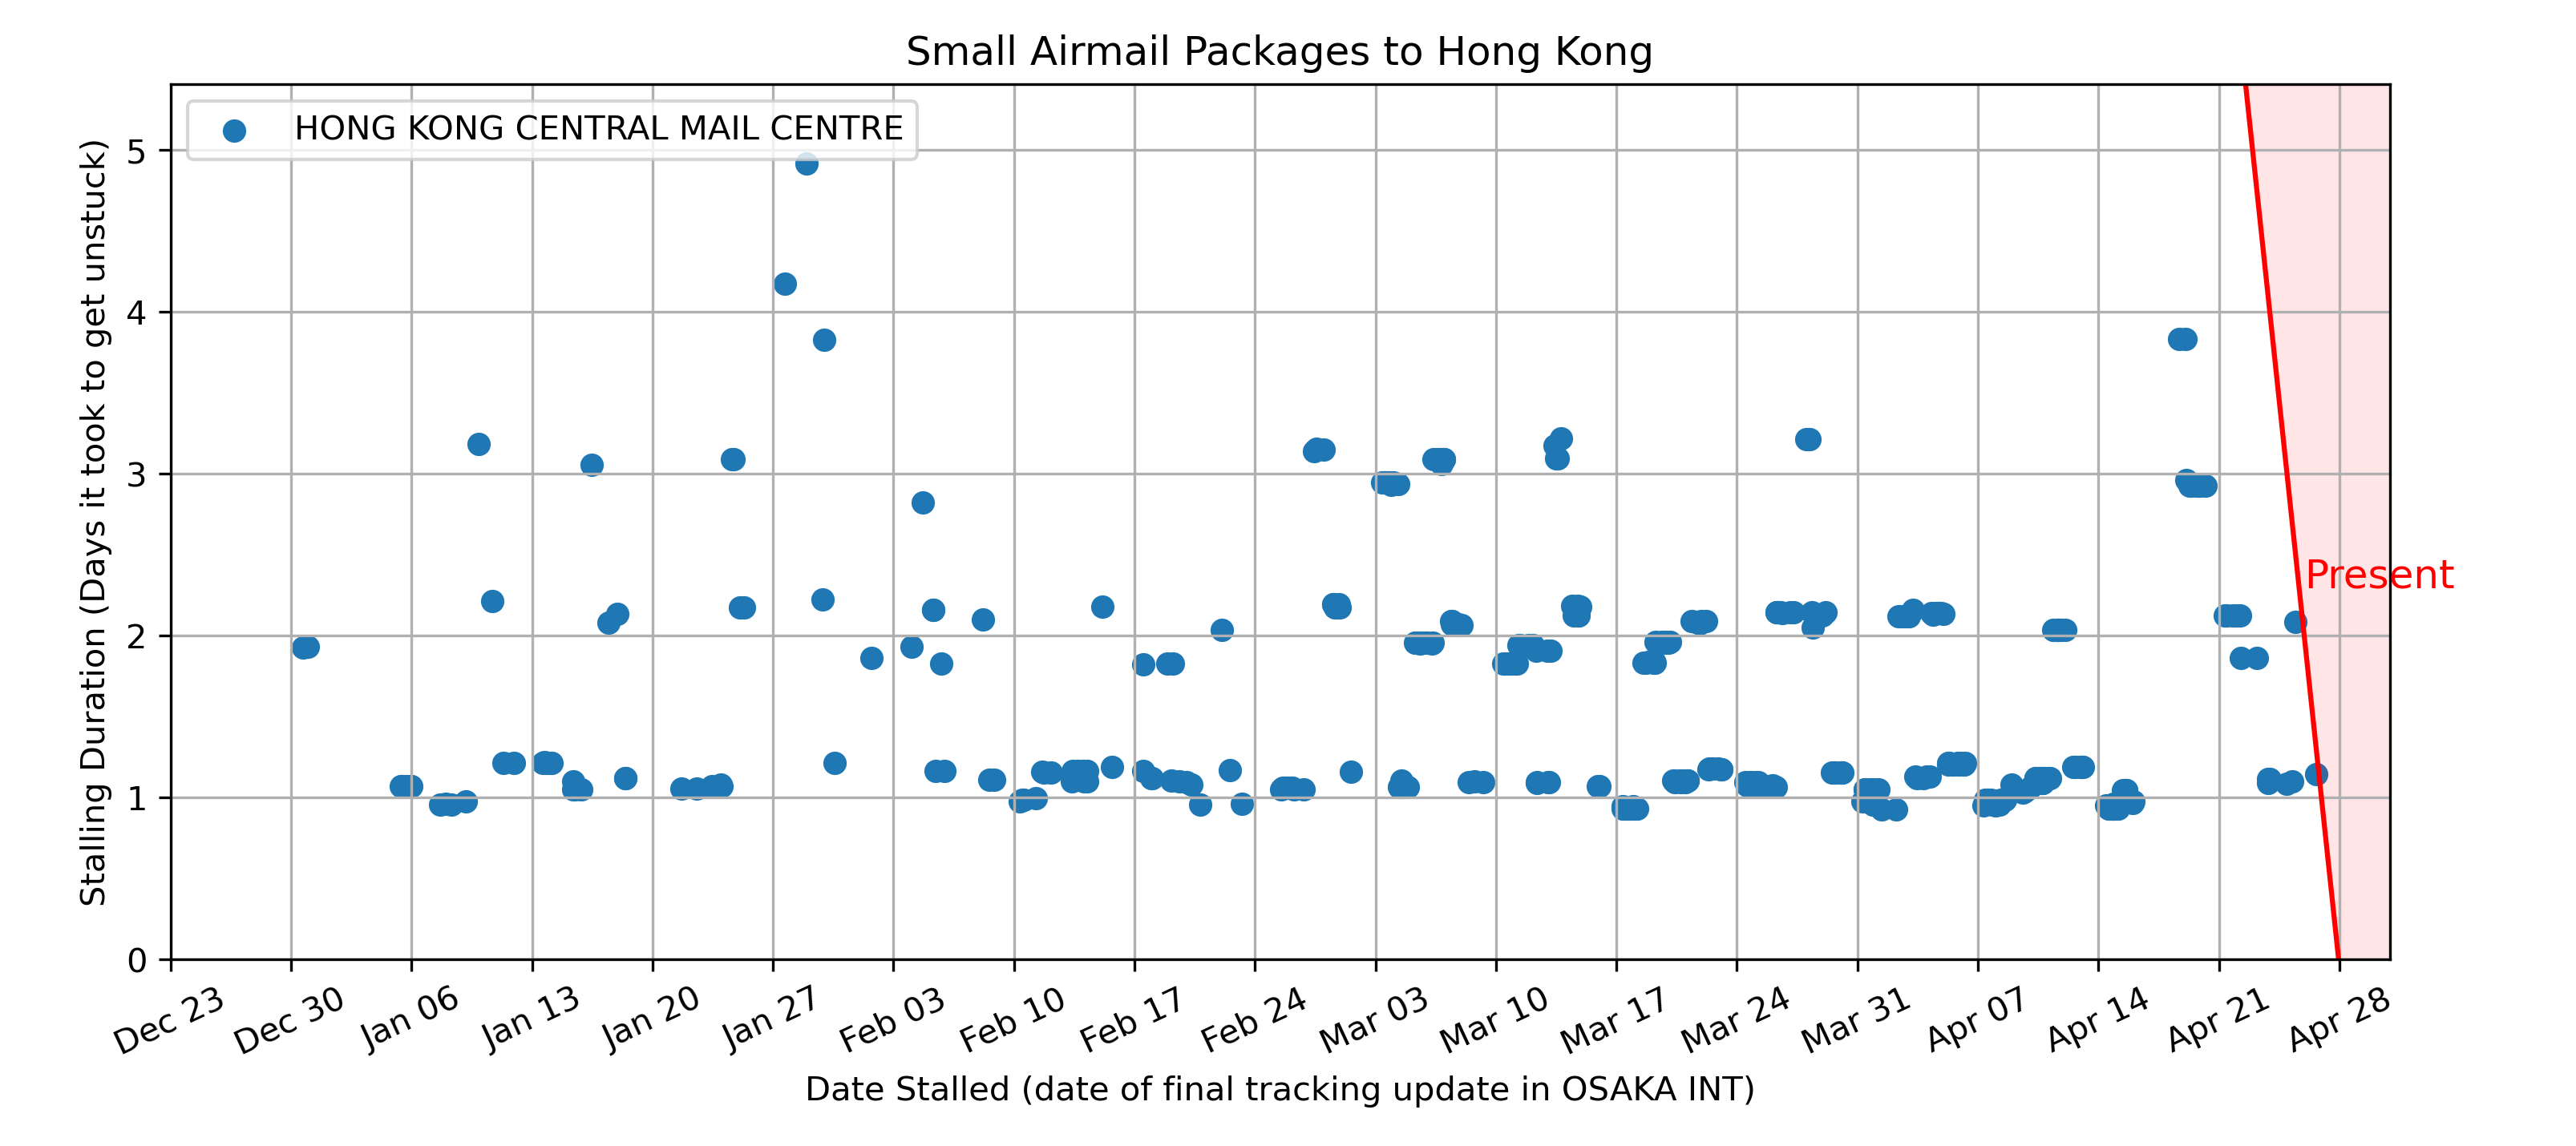 Small Airmail Packages to Hong Kong
HONG KONG CENTRAL MAIL CENTRE
Stalling Duration (Days it took to get unstuck)
5
4
3
2
1
0
Present
Dec 23
Dec 30
Jan 06
Jan 13
Jan 20
Jan 27
Feb 03
Feb 10
Feb 17
Feb 24
Mar 03
Mar 10
Mar 17
Mar 24
Mar 31
Apr 07
Apr 14
Apr 21
Apr 28
Date Stalled (date of final tracking update in OSAKA INT)